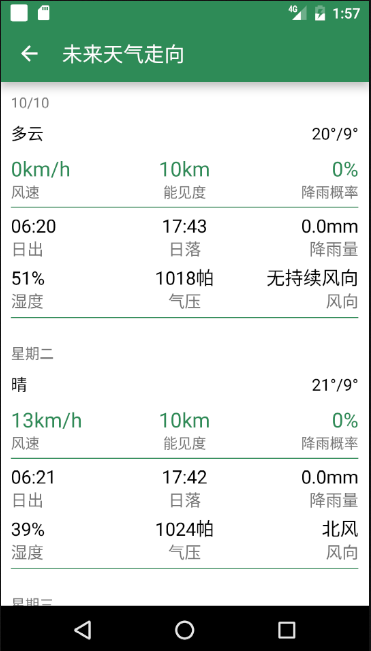 4G 1:57
未来天气走向
10/10
多云 20°/9°
0km/h 10km 0%
风速 能见度 降雨概率
06:20 17:43 0.0mm
日出 日落 降雨量
51% 1018帕 无持续风向
湿度 气压 风向
星期二
晴 21°/9°
13km/h 10km 0%
风速 能见度 降雨概率
06:21 17:42 0.0mm
日出 日落 降雨量
39% 1024帕 北风
湿度 气压 风向
星期三